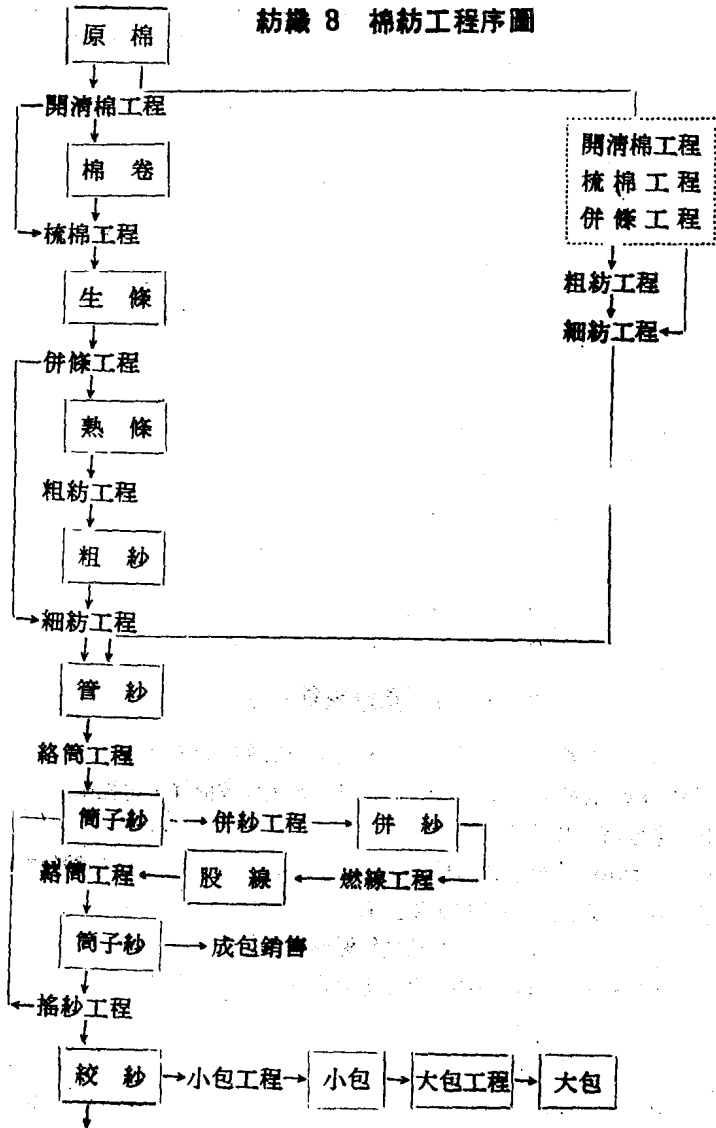 紡織 8 棉紡工程序圖
原棉
開清棉工程
棉卷
梳棉工程
生條
併條工程
熟條
粗紡工程
粗紗
細紡工程
管紗
絡筒工程
開清棉工程
梳棉工程
併條工程
粗紡工程
細紡工程
筒子紗 併紗工程 併紗
絡筒工程 股線 燃線工程
筒子紗 成包銷售
搖紗工程
絞紗 小包工程 小包 大包工程 大包